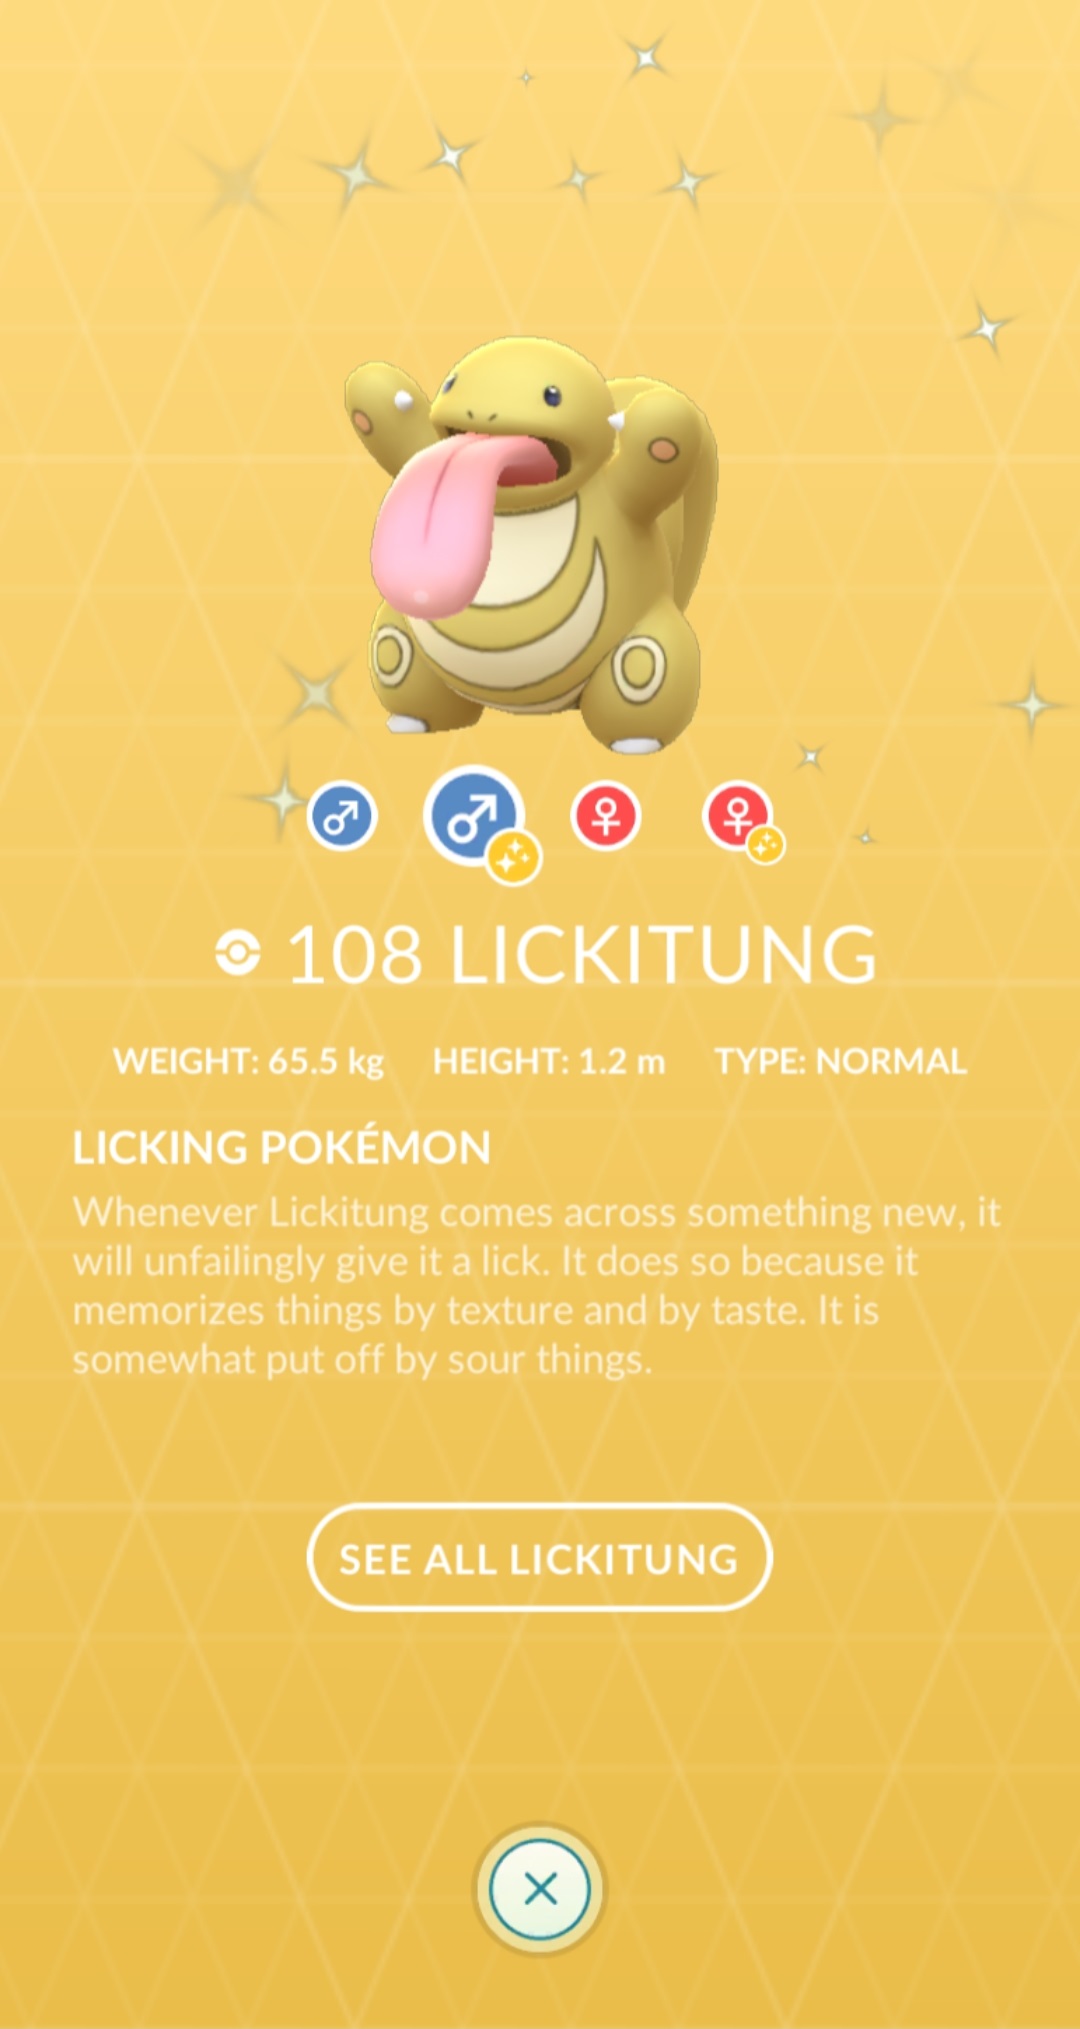 108 LICKITUNG
WEIGHT: 65.5 kg HEIGHT: 1.2 m TYPE: NORMAL
LICKING POKÉMON
Whenever Lickitung comes across something new, it
will unfailingly give it a lick. It does so because it
memorizes things by texture and by taste. It is
somewhat put off by sour things.
SEE ALL LICKITUNG